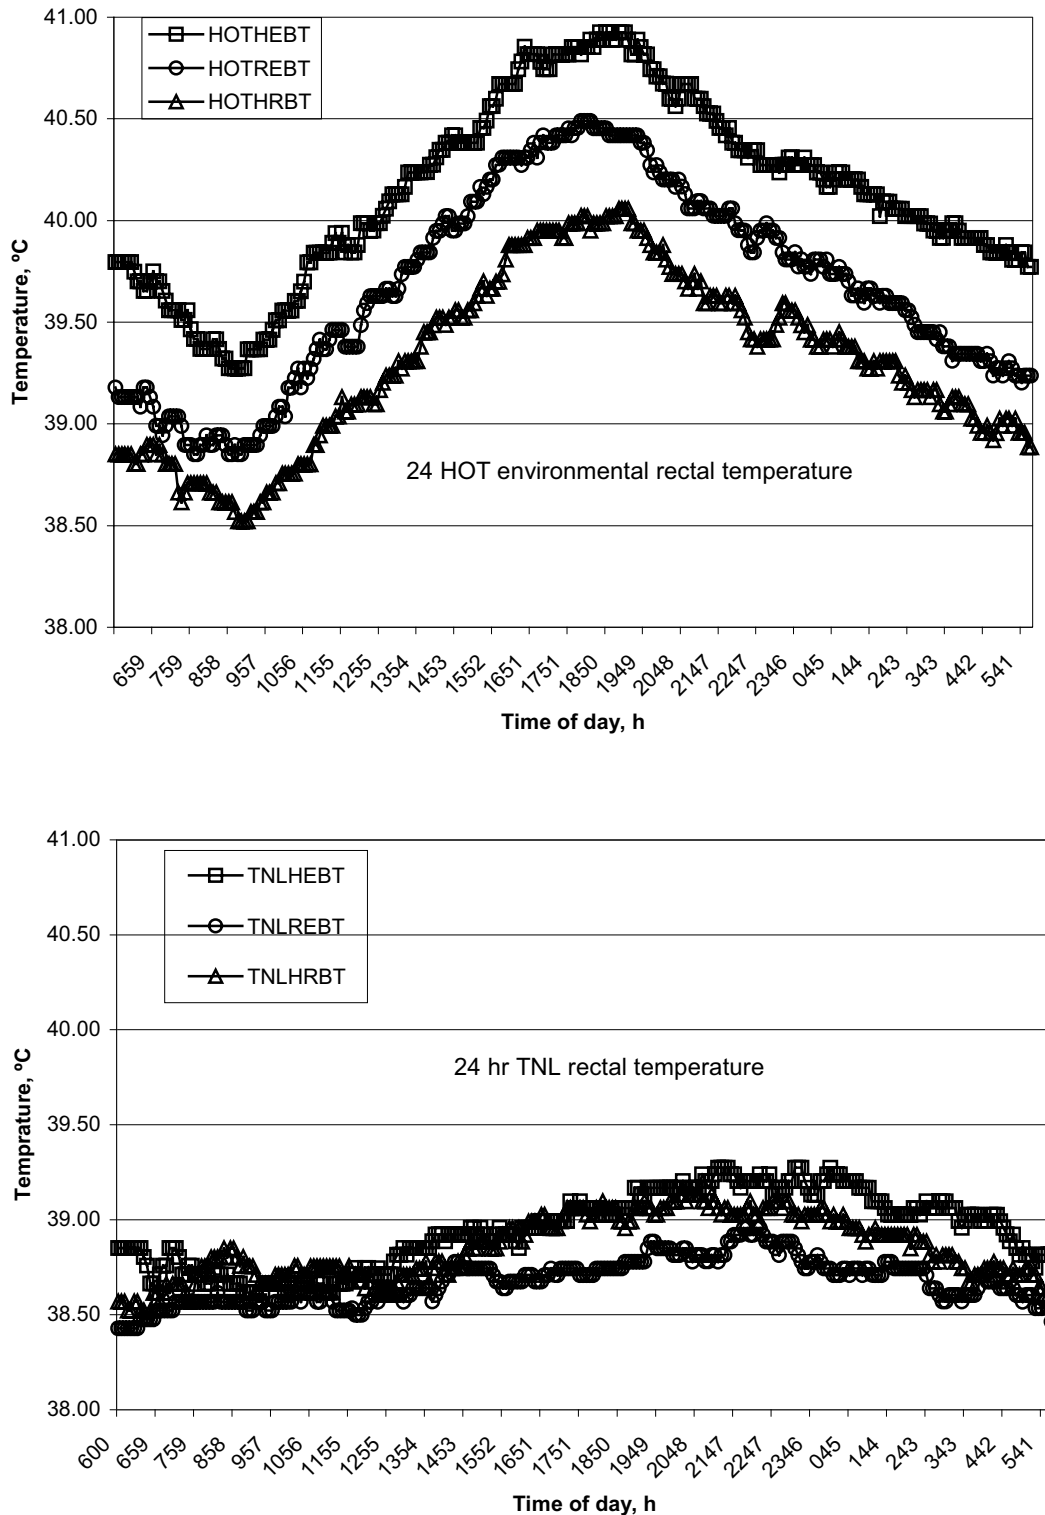 41.00
HOTHEBT
HOTREBT
HOTHRBT
40.50
40.00
39.50
39.00
38.50
38.00
Temperature, ºC
24 HOT environmental rectal temperature
659 759 858 957 1056 1155 1255 1354 1453 1552 1651 1751 1850 1949 2048 2147 2247 2346 045 144 243 343 442 541
Time of day, h
41.00
TNLHEBT
40.50
TNLREBT
TNLHRBT
40.00
39.50
39.00
38.50
38.00
Temprature, ºC
24 hr TNL rectal temperature
600 659 759 858 957 1056 1155 1255 1354 1453 1552 1651 1751 1850 1949 2048 2147 2247 2346 045 144 243 343 442 541
Time of day, h